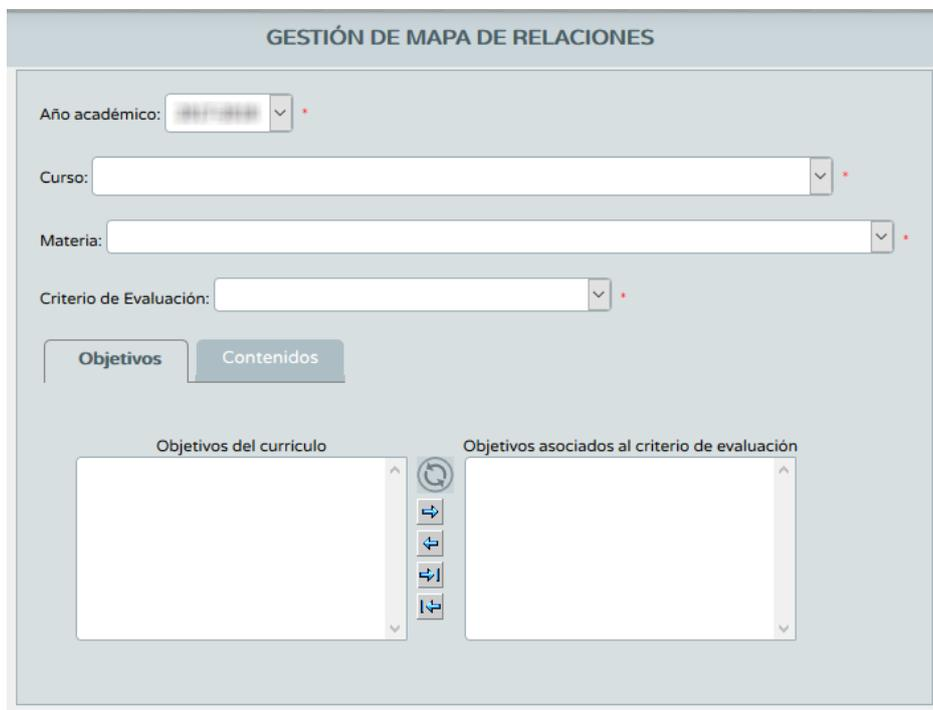 GESTIÓN DE MAPA DE RELACIONES
Año académico: *
Curso: *
Materia: *
Criterio de Evaluación: *
Objetivos Contenidos
Objetivos del currículo Objetivos asociados al criterio de evaluación